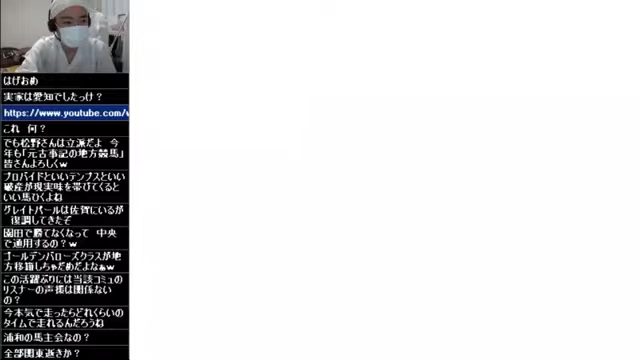 はげおめ
実家は愛知でしたっけ？
https://www.youtube.com/v
これ 何？
でも松野さんは立派だよ 今
年も「元古事記の地方競馬」
皆さんよろしくｗ
プロバイドといいテンプスといい
破産が現実味を帯びてくると
いい馬ひくよね
グレイトパールは佐賀にいるが
復調してきたぞ
園田で勝てなくなって 中央
で通用するの？ｗ
ゴールデンバローズクラスが地
方移籍しちゃだめだよなぁｗ
この活躍ぶりには当該コミュの
リスナーの声援は関係ない
の？
今本気で走ったらどれくらいの
タイムで走れるんだろうね
浦和の馬主会なの？
全部関東逝きか？